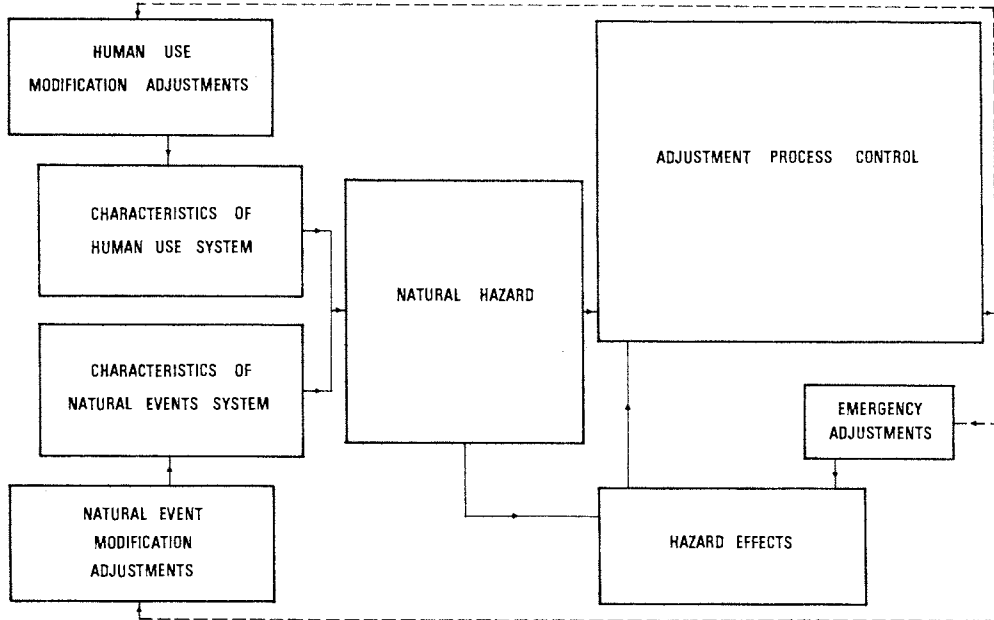 HUMAN USE
MODIFICATION ADJUSTMENTS
ADJUSTMENT PROCESS CONTROL
CHARACTERISTICS OF
HUMAN USE SYSTEM
NATURAL HAZARD
CHARACTERISTICS OF
NATURAL EVENTS SYSTEM
EMERGENCY
ADJUSTMENTS
NATURAL EVENT
MODIFICATION
ADJUSTMENTS
HAZARD EFFECTS